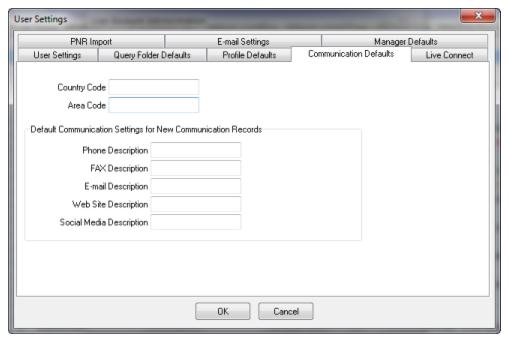 User Settings
PNR Import E-mail Settings Manager Defaults
User Settings Query Folder Defaults Profile Defaults Communication Defaults Live Connect
Country Code
Area Code
Default Communication Settings for New Communication Records
Phone Description
FAX Description
E-mail Description
Web Site Description
Social Media Description
OK Cancel